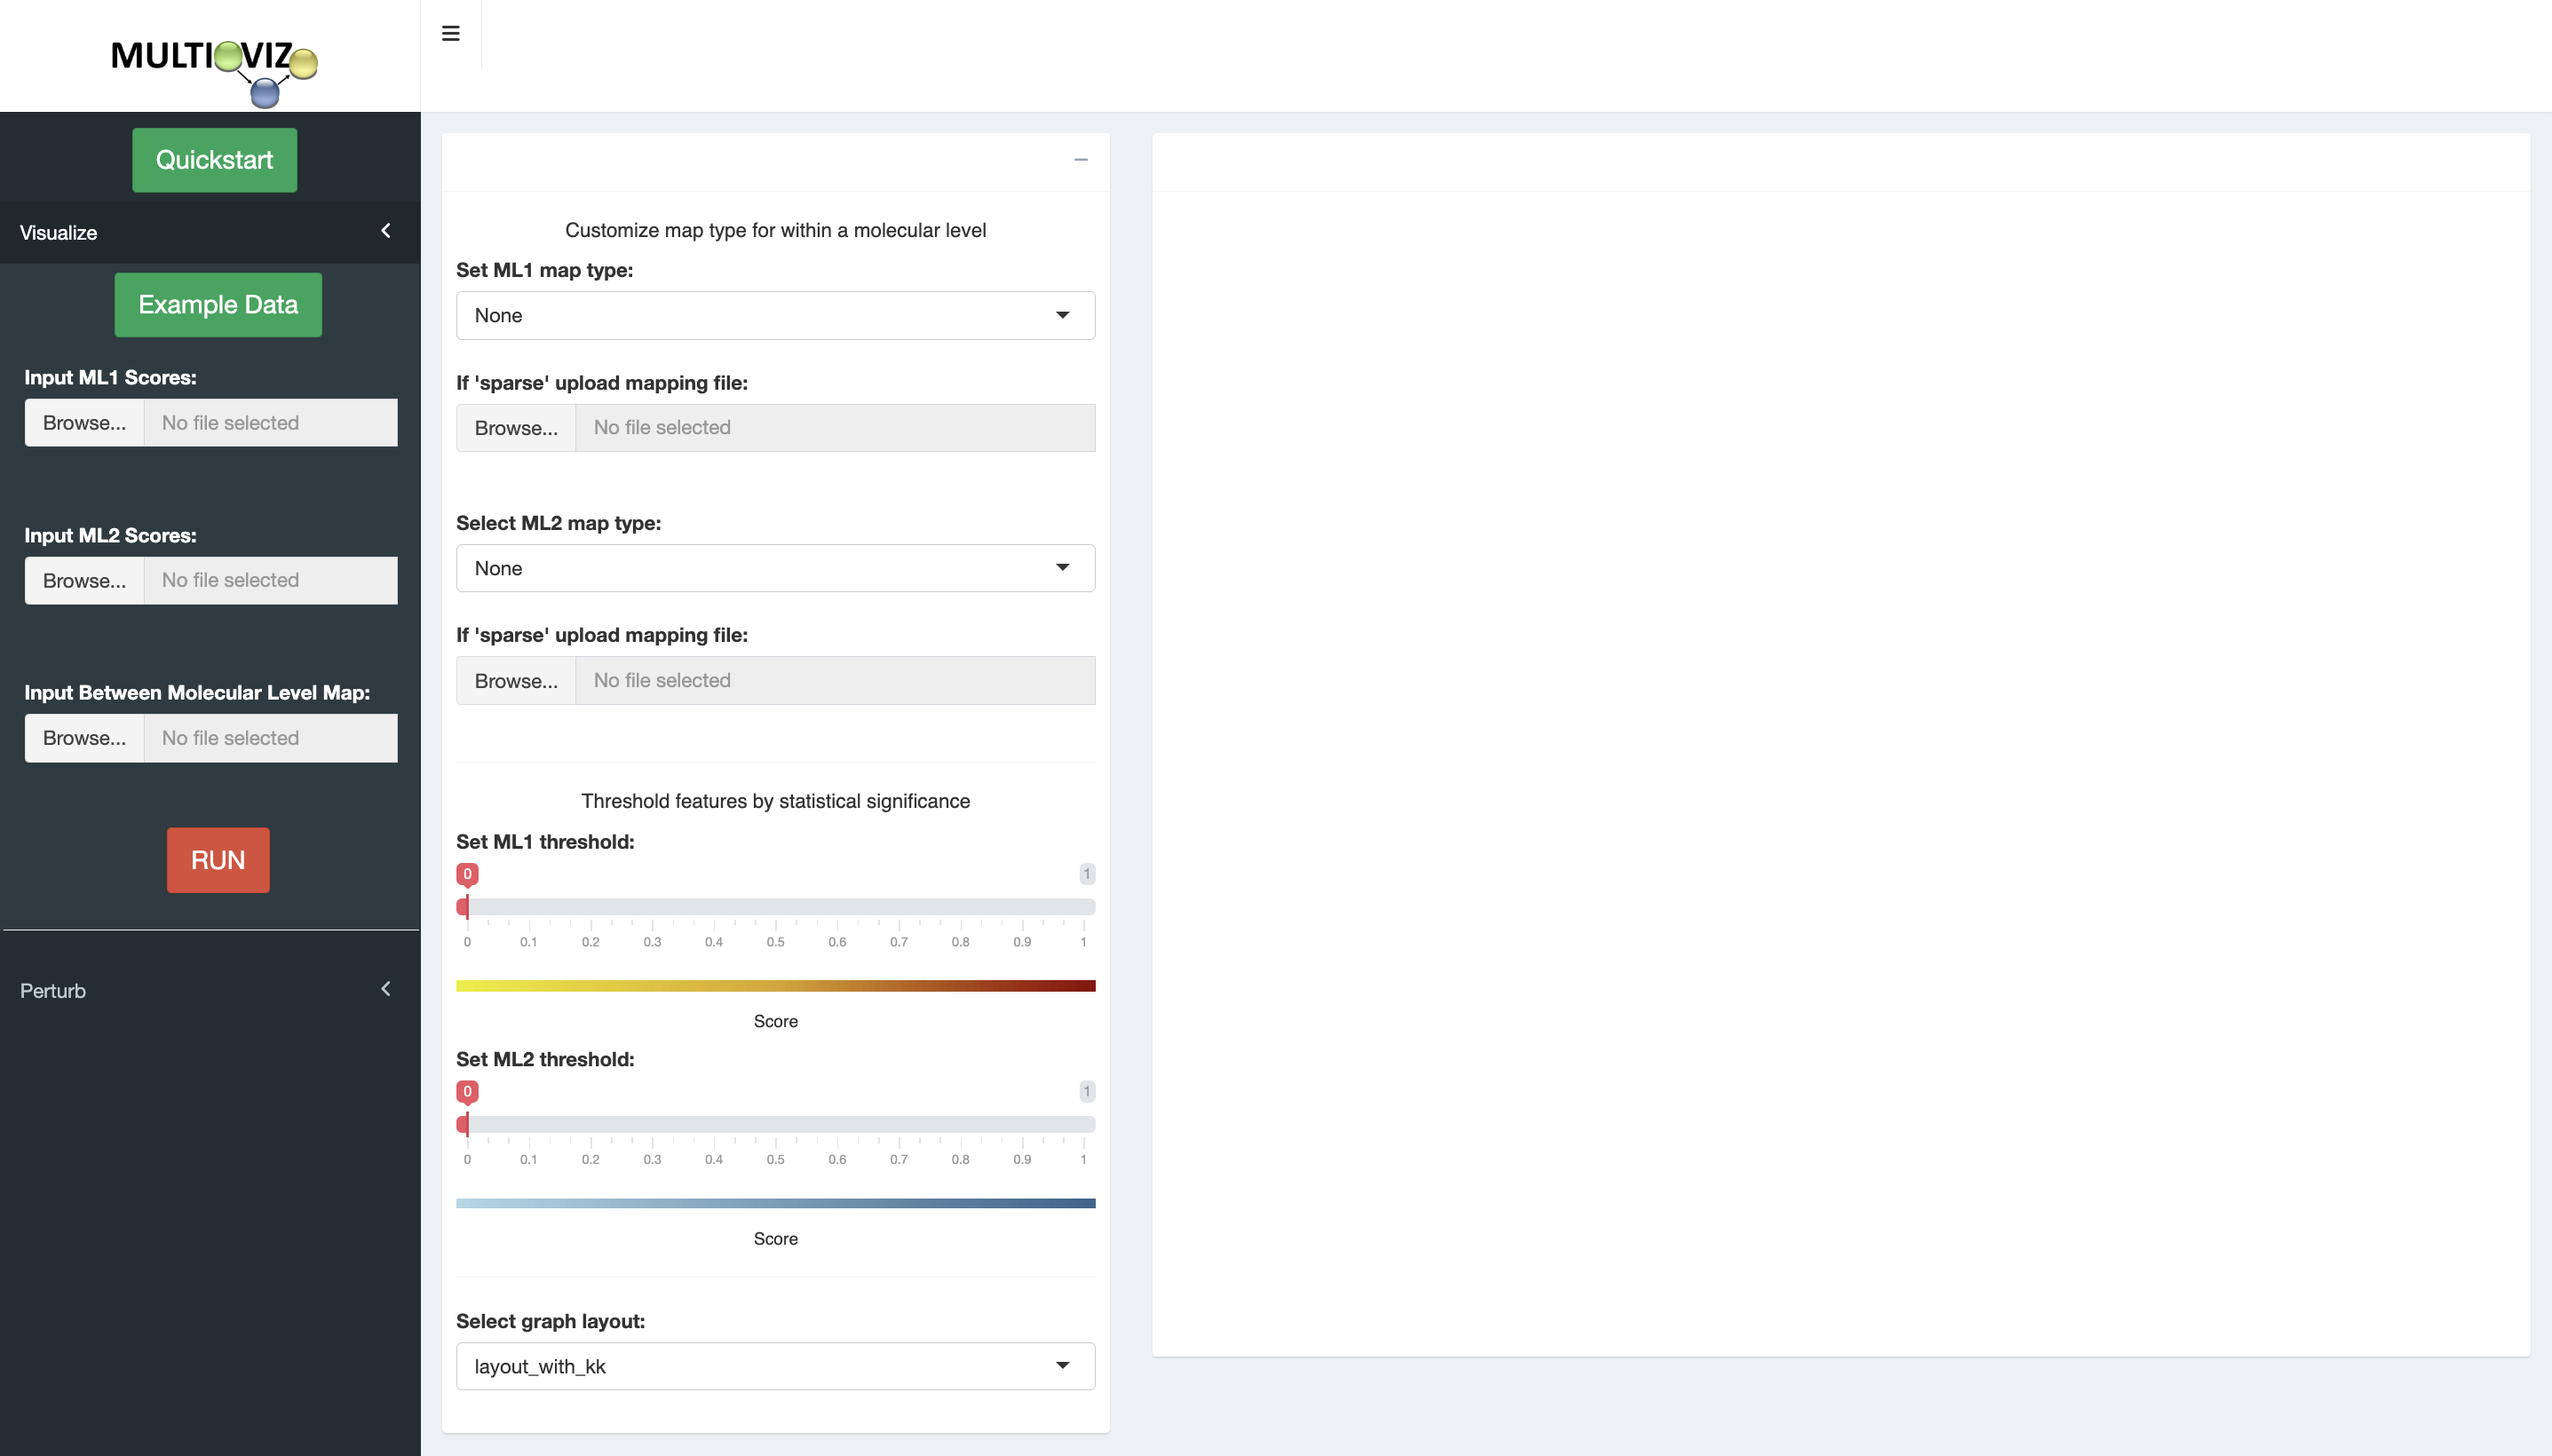 MULTIOVIZ
Quickstart
Visualize
Example Data
Input ML1 Scores:
Browse... No file selected
Input ML2 Scores:
Browse... No file selected
Input Between Molecular Level Map:
Browse... No file selected
RUN
Perturb
Customize map type for within a molecular level
Set ML1 map type:
None
If 'sparse' upload mapping file:
Browse... No file selected
Select ML2 map type:
None
If 'sparse' upload mapping file:
Browse... No file selected
Threshold features by statistical significance
Set ML1 threshold:
0 1
0 0.1 0.2 0.3 0.4 0.5 0.6 0.7 0.8 0.9 1
Score
Set ML2 threshold:
0 1
0 0.1 0.2 0.3 0.4 0.5 0.6 0.7 0.8 0.9 1
Score
Select graph layout:
layout_with_kk